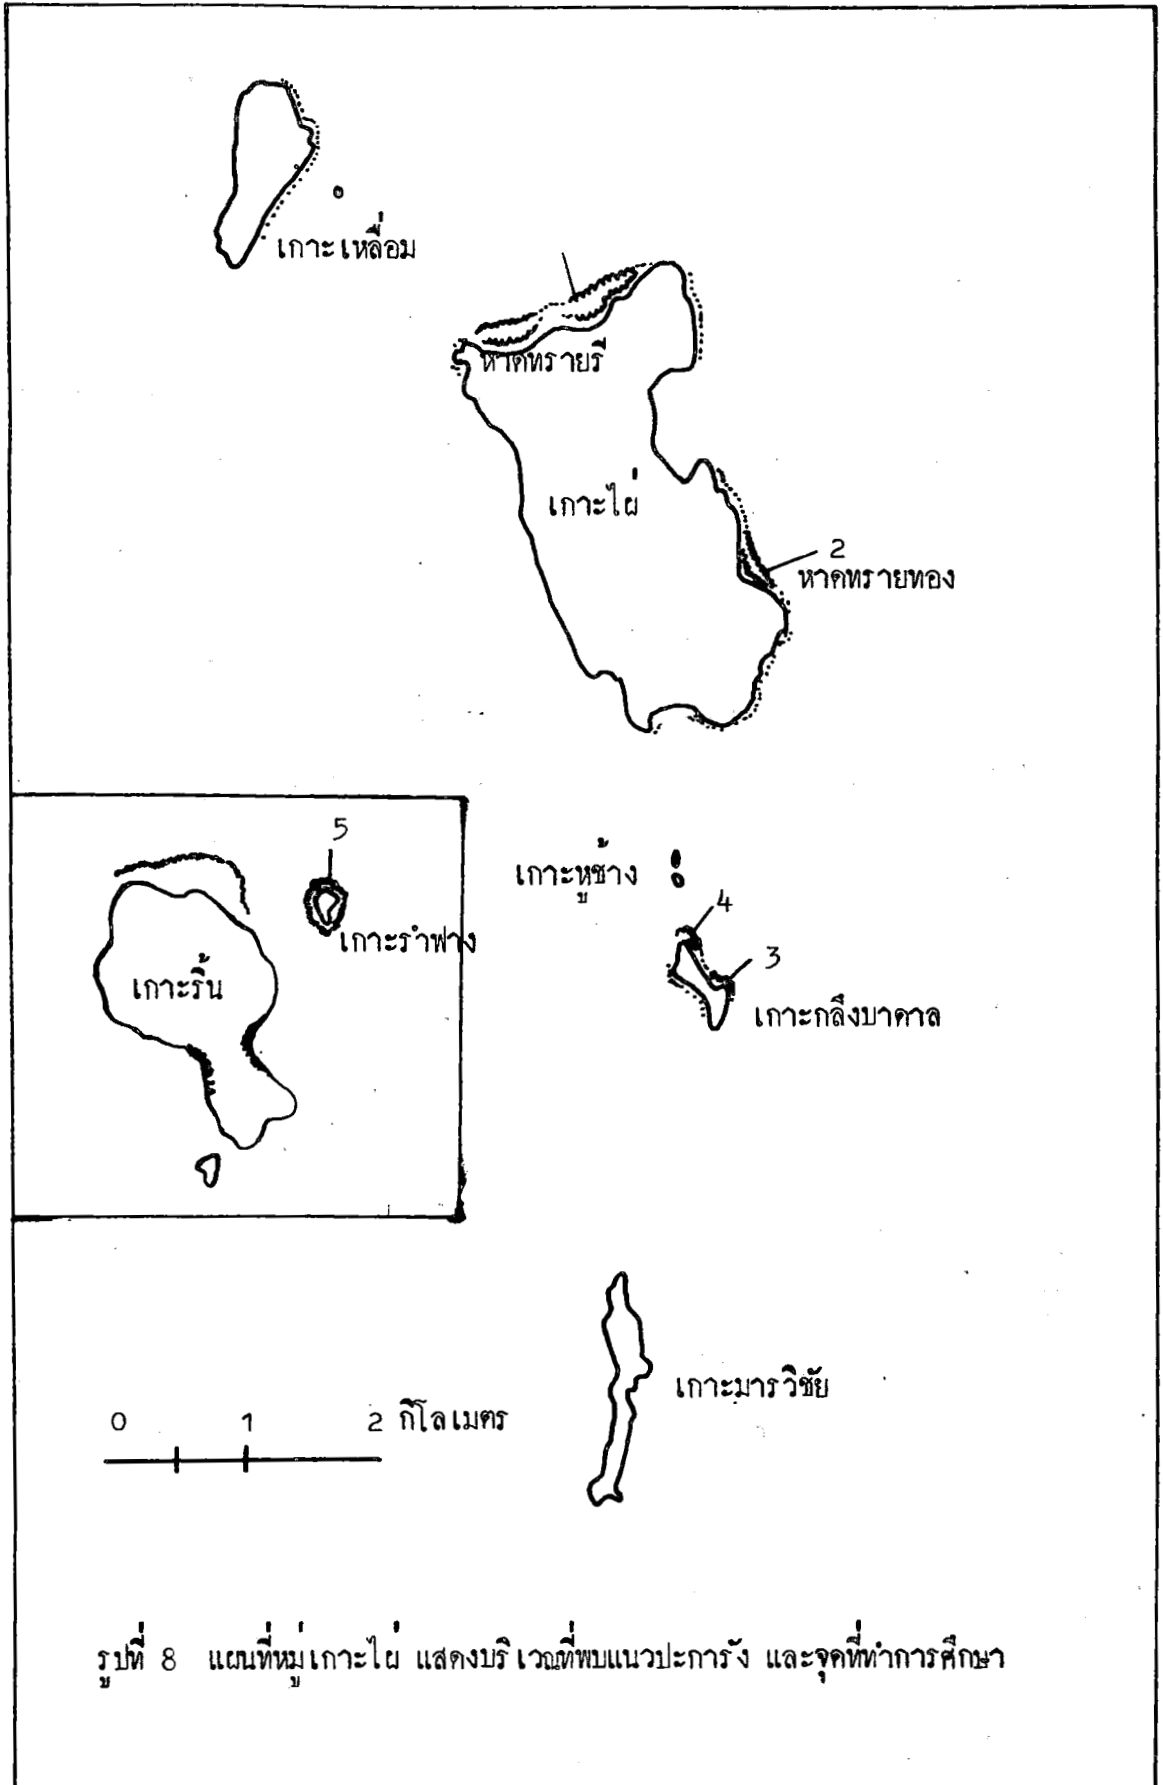 เกาะเหลื่อม
หาดทรายรี
เกาะไผ่
2
หาดทรายทอง
5
เกาะรำฟาง
เกาะริ้น
เกาะหูช้าง
4
3
เกาะกลึงบาดาล
เกาะมารวิชัย
0 1 2 กิโลเมตร
รูปที่ 8 แผนที่หมู่เกาะไผ่ แสดงบริเวณที่พบแนวปะการัง และจุดที่ทำการศึกษา